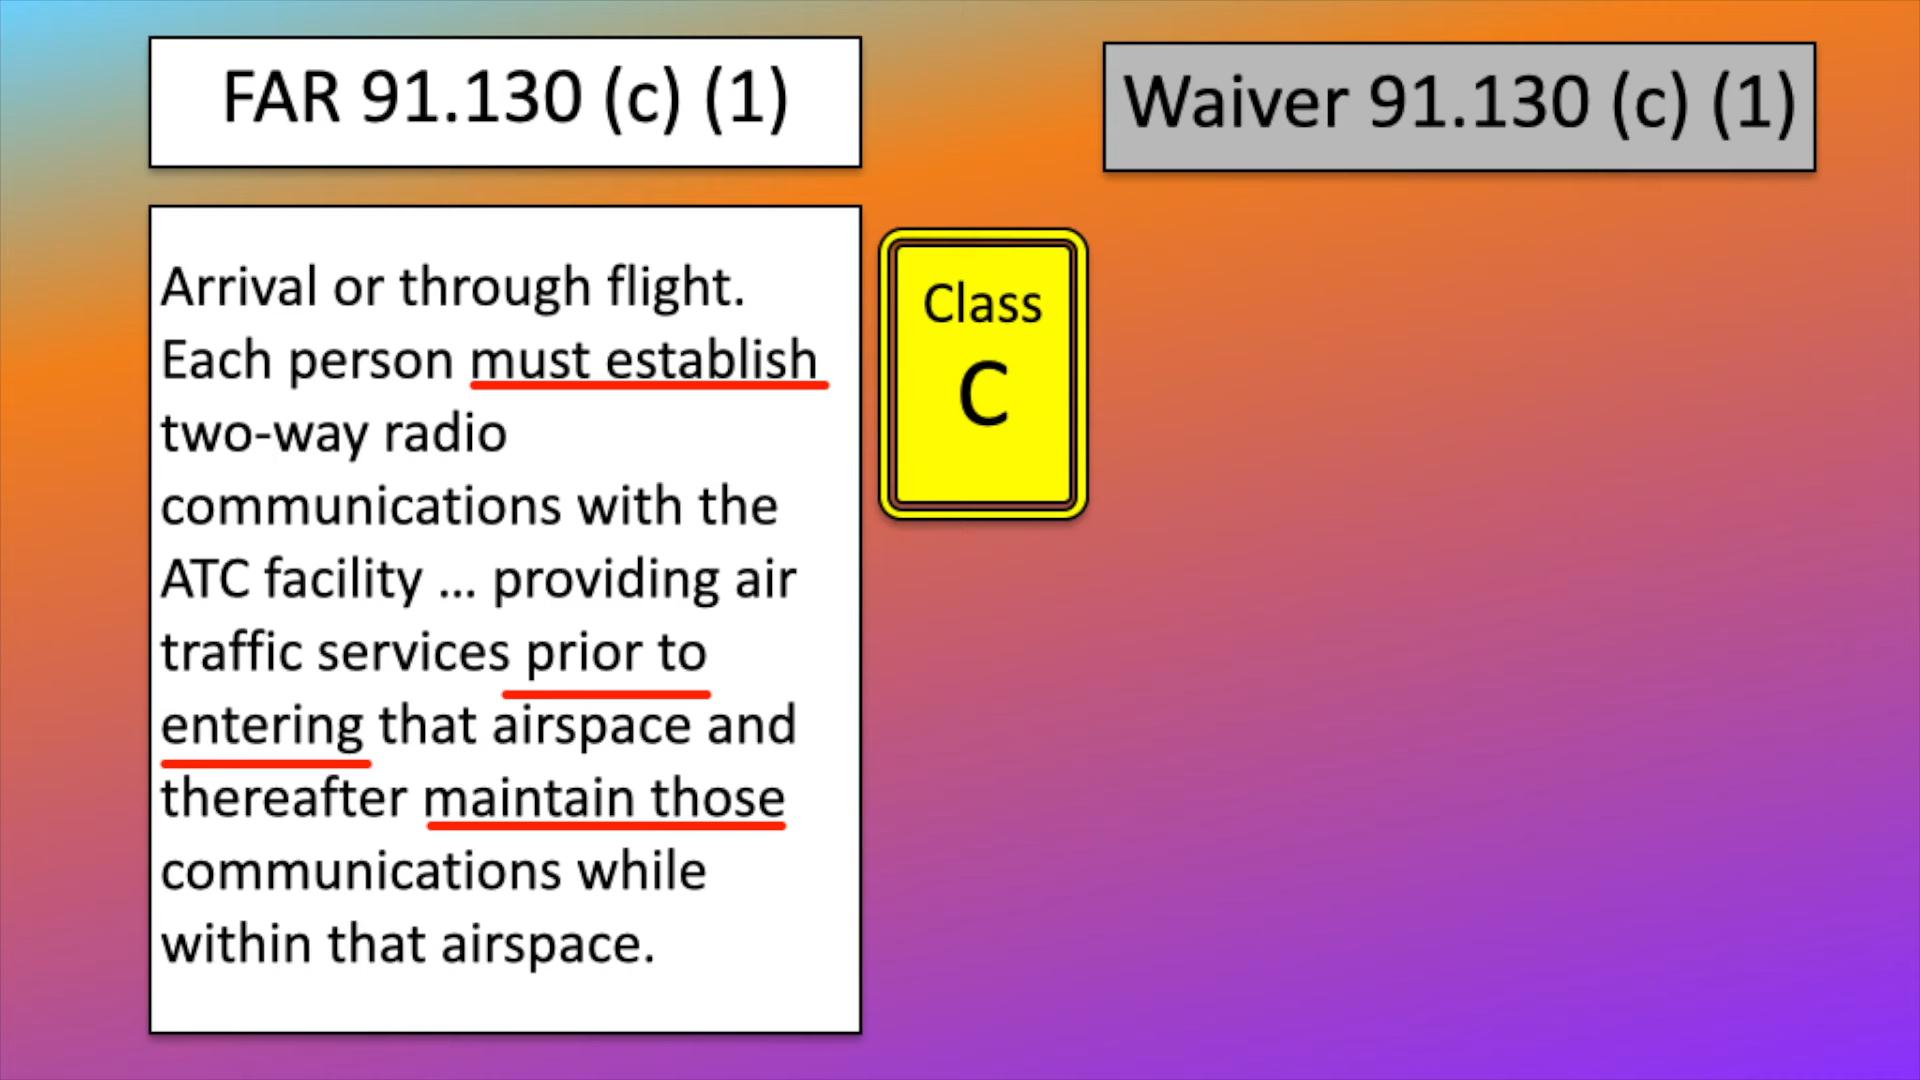 FAR 91.130 (c) (1)
Waiver 91.130 (c) (1)
Arrival or through flight.
Each person must establish
two-way radio
communications with the
ATC facility ... providing air
traffic services prior to
entering that airspace and
thereafter maintain those
communications while
within that airspace.
Class
C